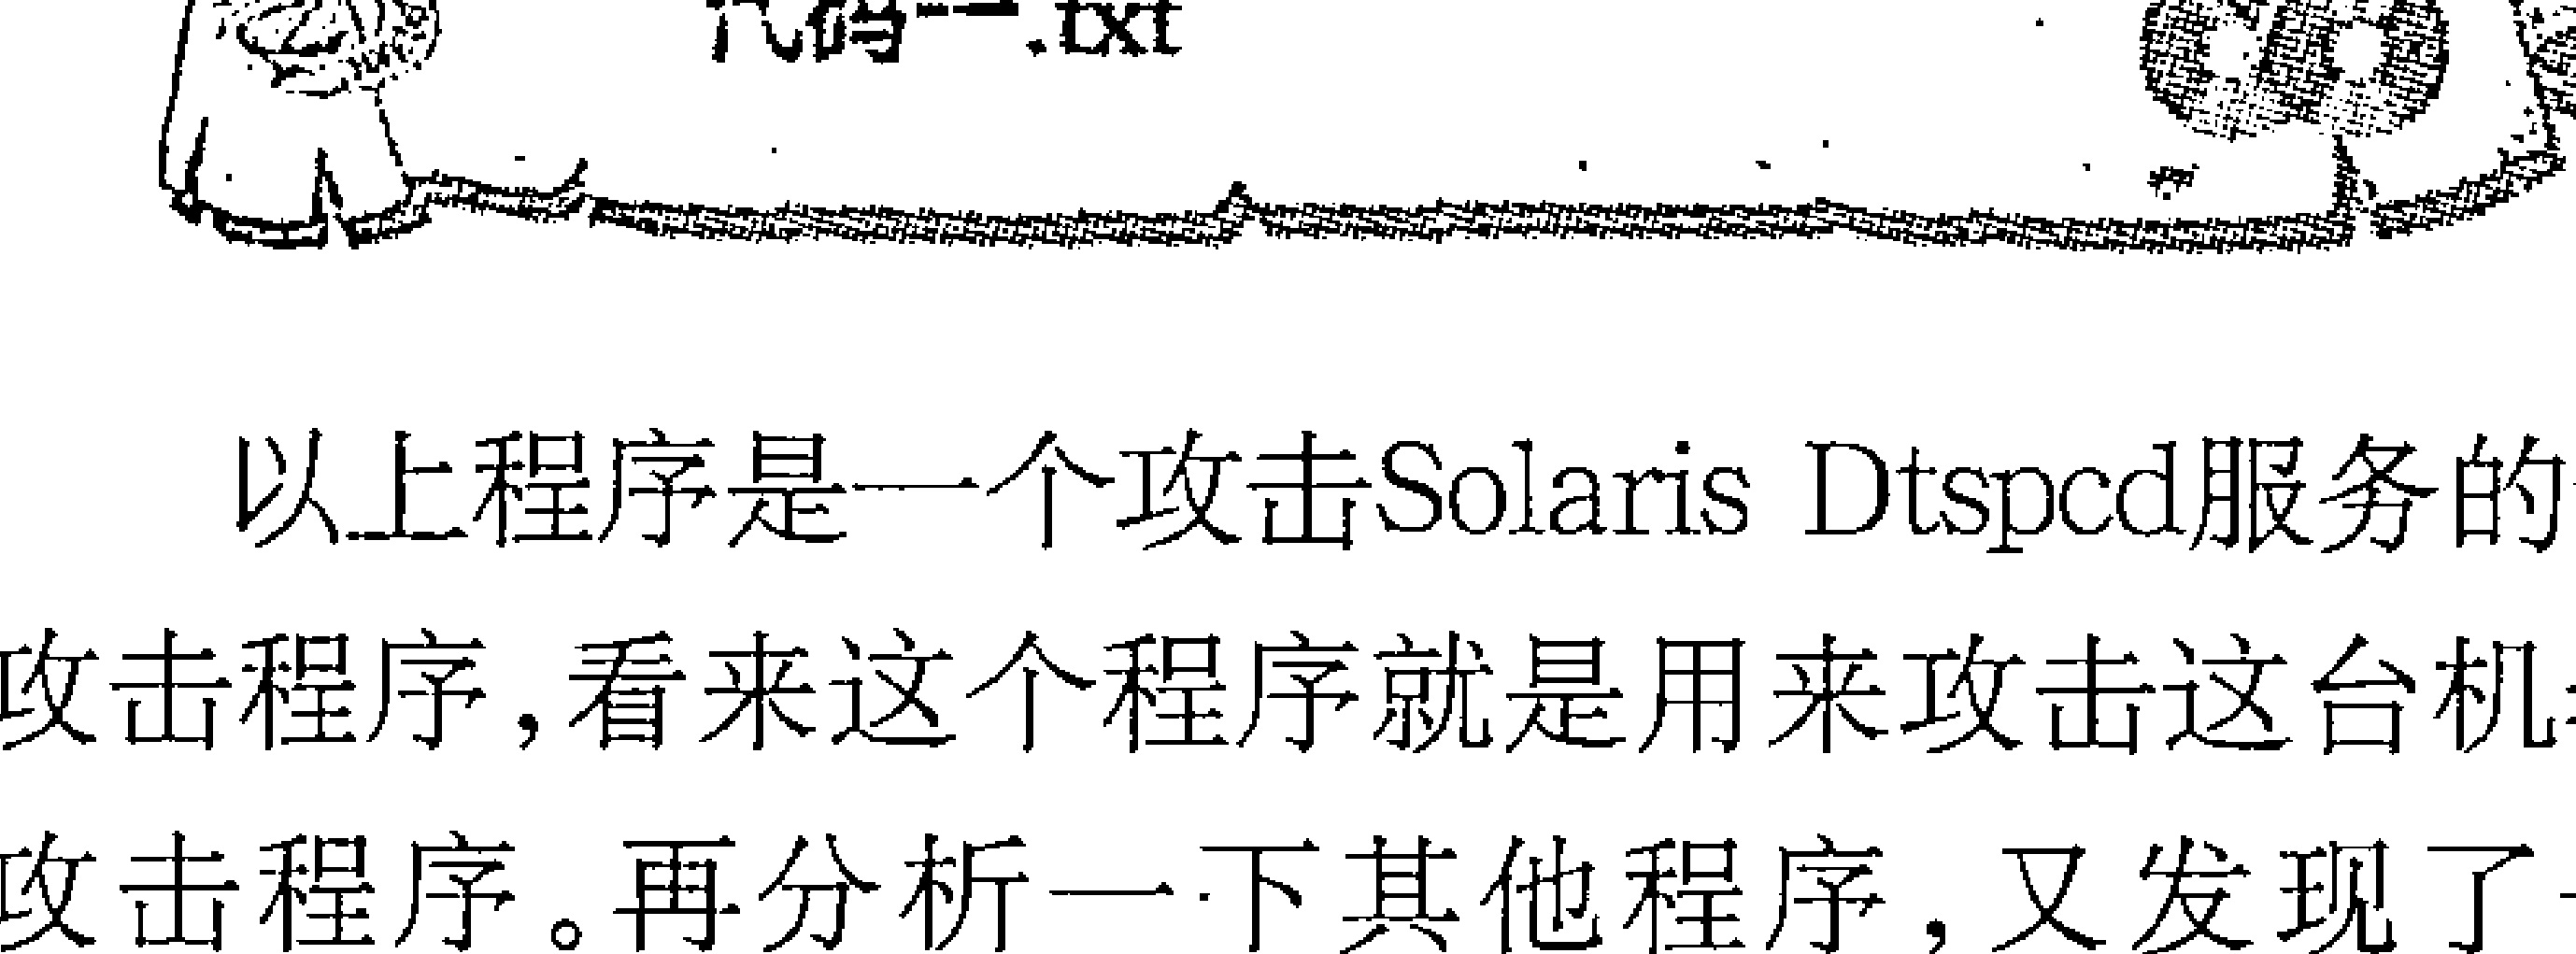 代码一.txt
以上程序是一个攻击Solaris Dtspcd服务的
攻击程序,看来这个程序就是用来攻击这台机
攻击程序。再分析一下其他程序,又发现了